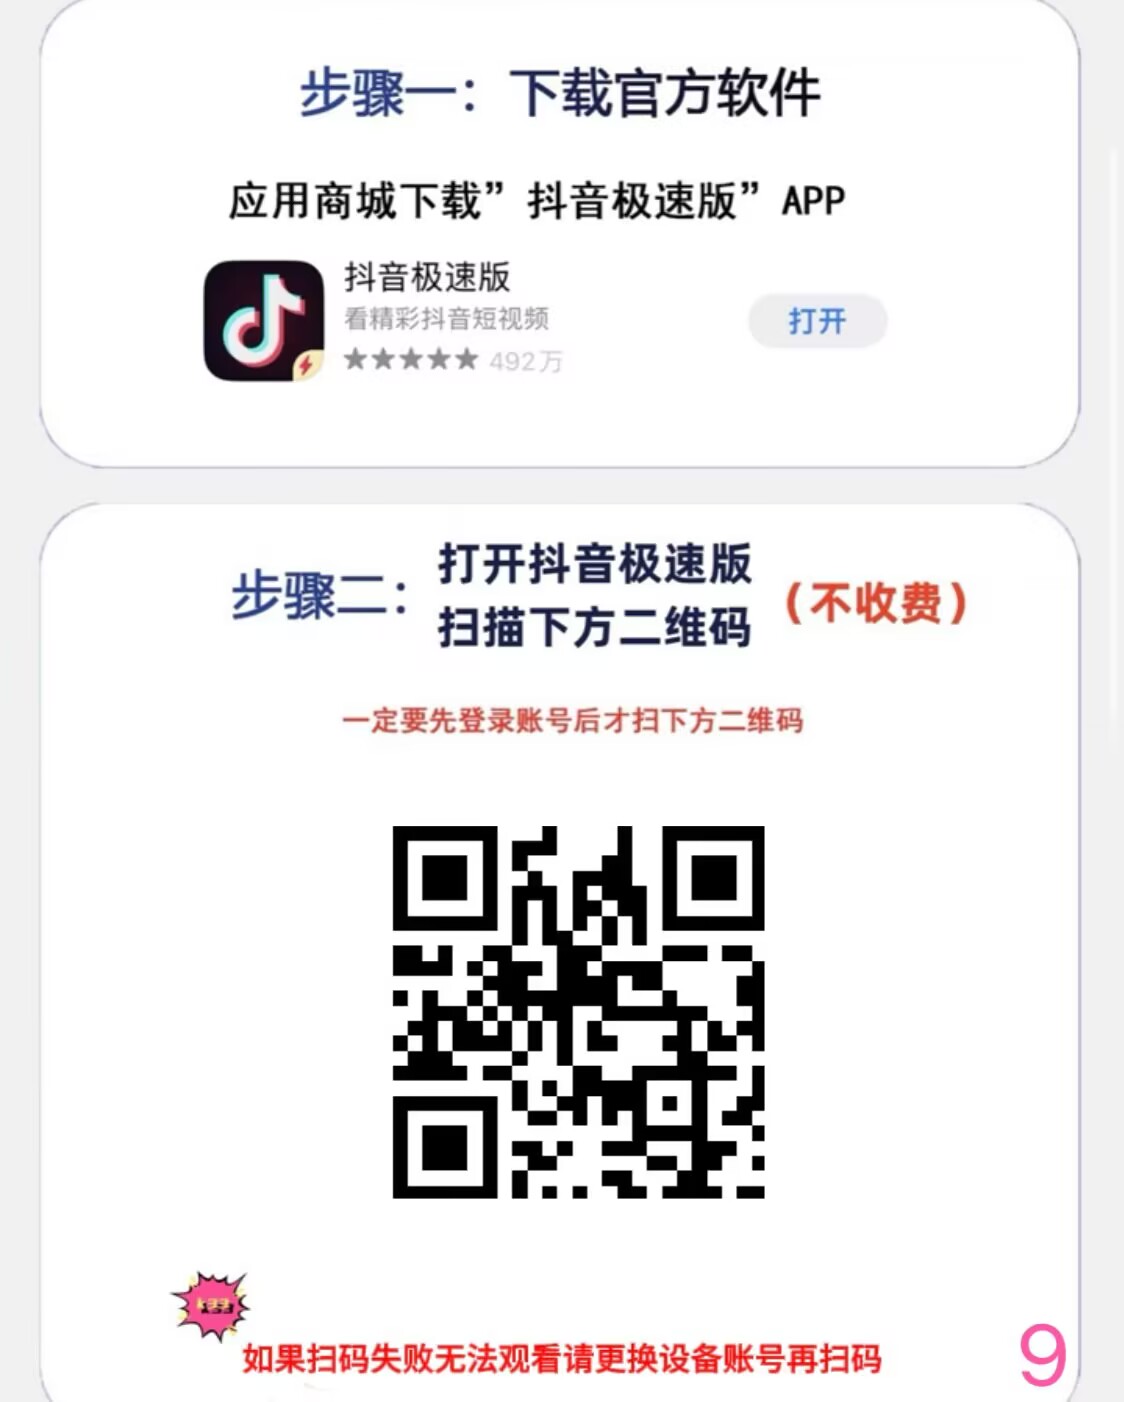 步骤一：下载官方软件
应用商城下载”抖音极速版”APP
抖音极速版
看精彩抖音短视频
492万
打开
步骤二：
打开抖音极速版
扫描下方二维码
（不收费）
一定要先登录账号后才扫下方二维码
如果扫码失败无法观看请更换设备账号再扫码
9